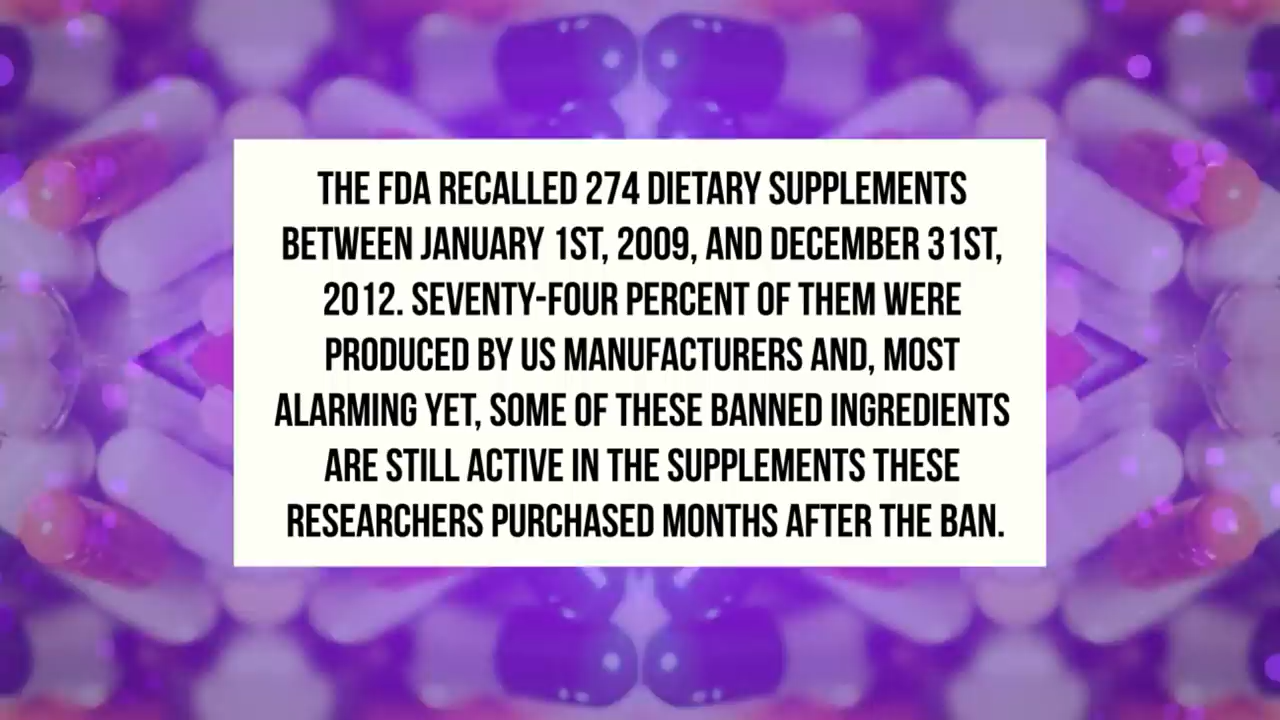 THE FDA RECALLED 274 DIETARY SUPPLEMENTS
BETWEEN JANUARY 1ST, 2009, AND DECEMBER 31ST,
2012. SEVENTY-FOUR PERCENT OF THEM WERE
PRODUCED BY US MANUFACTURERS AND, MOST
ALARMING YET, SOME OF THESE BANNED INGREDIENTS
ARE STILL ACTIVE IN THE SUPPLEMENTS THESE
RESEARCHERS PURCHASED MONTHS AFTER THE BAN.